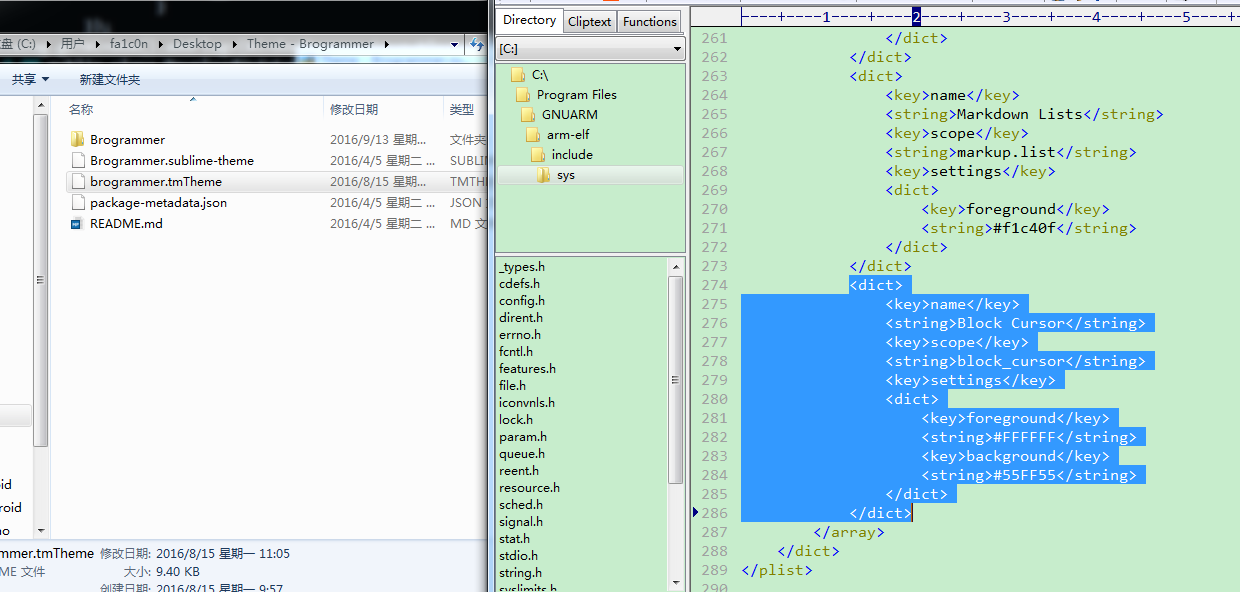 盘 (C:) ▸ 用户 ▸ fa1c0n ▸ Desktop ▸ Theme - Brogrammer ▸
共享 新建文件夹
名称 修改日期 类型
Brogrammer 2016/9/13 星期... 文件夹
Brogrammer.sublime-theme 2016/4/5 星期二 ... SUBLIN
brogrammer.tmTheme 2016/8/15 星期... TMTHE
package-metadata.json 2016/4/5 星期二 ... JSON
README.md 2016/4/5 星期二 ... MD 文
id
roid
no
mmer.tmTheme 修改日期: 2016/8/15 星期一 11:05
ME 文件 大小: 9.40 KB
创建日期: 2016/8/15 星期一 9:57
Directory Cliptext Functions
[C:]
C:\
Program Files
GNUARM
arm-elf
include
sys
_types.h
cdefs.h
config.h
dirent.h
errno.h
fcntl.h
features.h
file.h
iconvnls.h
lock.h
param.h
queue.h
reent.h
resource.h
sched.h
signal.h
stat.h
stdio.h
string.h
syslimits.h
----+----1----+----2----+----3----+----4----+----5----+
261 </dict>
262 </dict>
263 <dict>
264 <key>name</key>
265 <string>Markdown Lists</string>
266 <key>scope</key>
267 <string>markup.list</string>
268 <key>settings</key>
269 <dict>
270 <key>foreground</key>
271 <string>#f1c40f</string>
272 </dict>
273 </dict>
274 <dict>
275 <key>name</key>
276 <string>Block Cursor</string>
277 <key>scope</key>
278 <string>block_cursor</string>
279 <key>settings</key>
280 <dict>
281 <key>foreground</key>
282 <string>#FFFFFF</string>
283 <key>background</key>
284 <string>#55FF55</string>
285 </dict>
286 </dict>
287 </array>
288 </dict>
289 </plist>
290